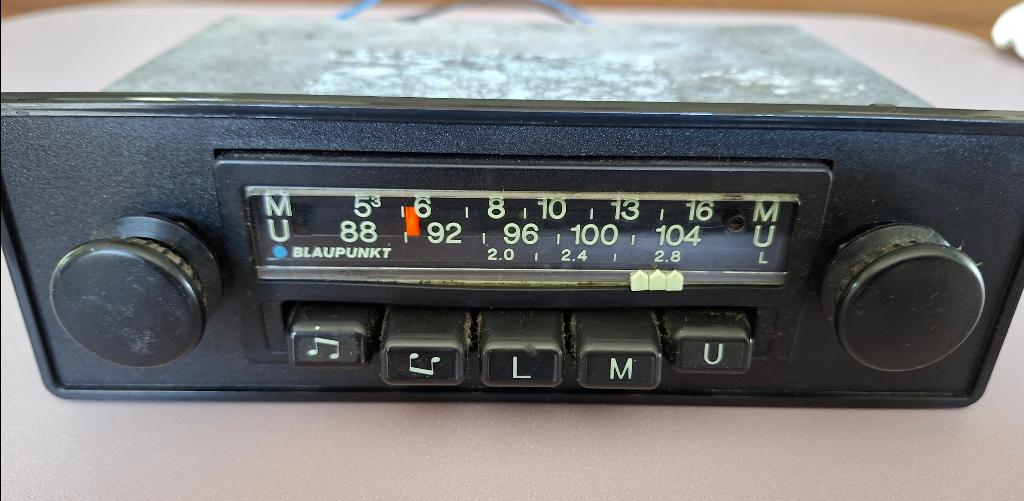 M 5³ 6 8 10 13 16 M
U 88 92 96 100 104 U
BLAUPUNKT 2.0 2.4 2.8 L
L M U